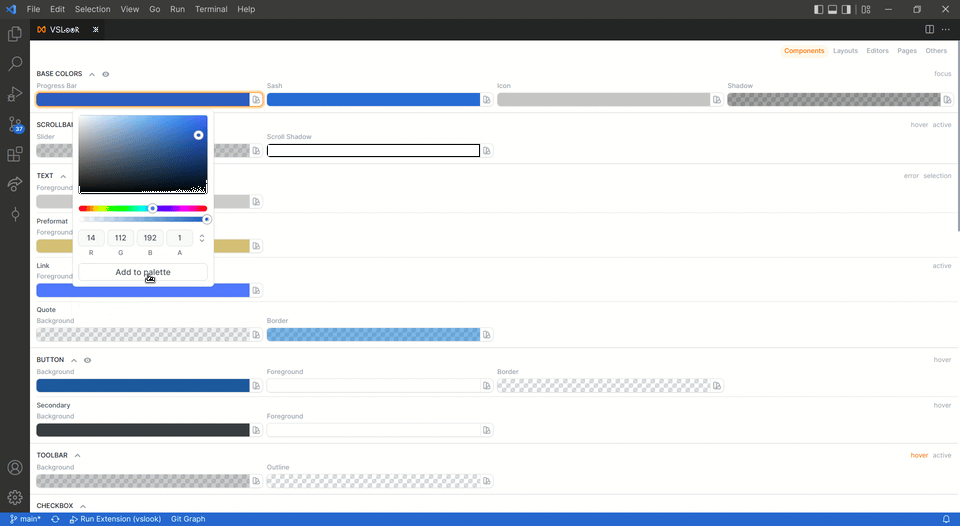 File Edit Selection View Go Run Terminal Help
VSLOOK
Components Layouts Editors Pages Others
BASE COLORS focus
Progress Bar Sash Icon Shadow
SCROLLBA hover active
Slider Scroll Shadow
TEXT error selection
Foreground
Preformat
Foreground
Link active
Foreground
14 112 192 1
R G B A
Add to palette
Quote
Background Border
BUTTON hover
Background Foreground Border
Secondary hover
Background Foreground
TOOLBAR hover active
Background Outline
CHECKBOX
37
main* Run Extension (vslook) Git Graph